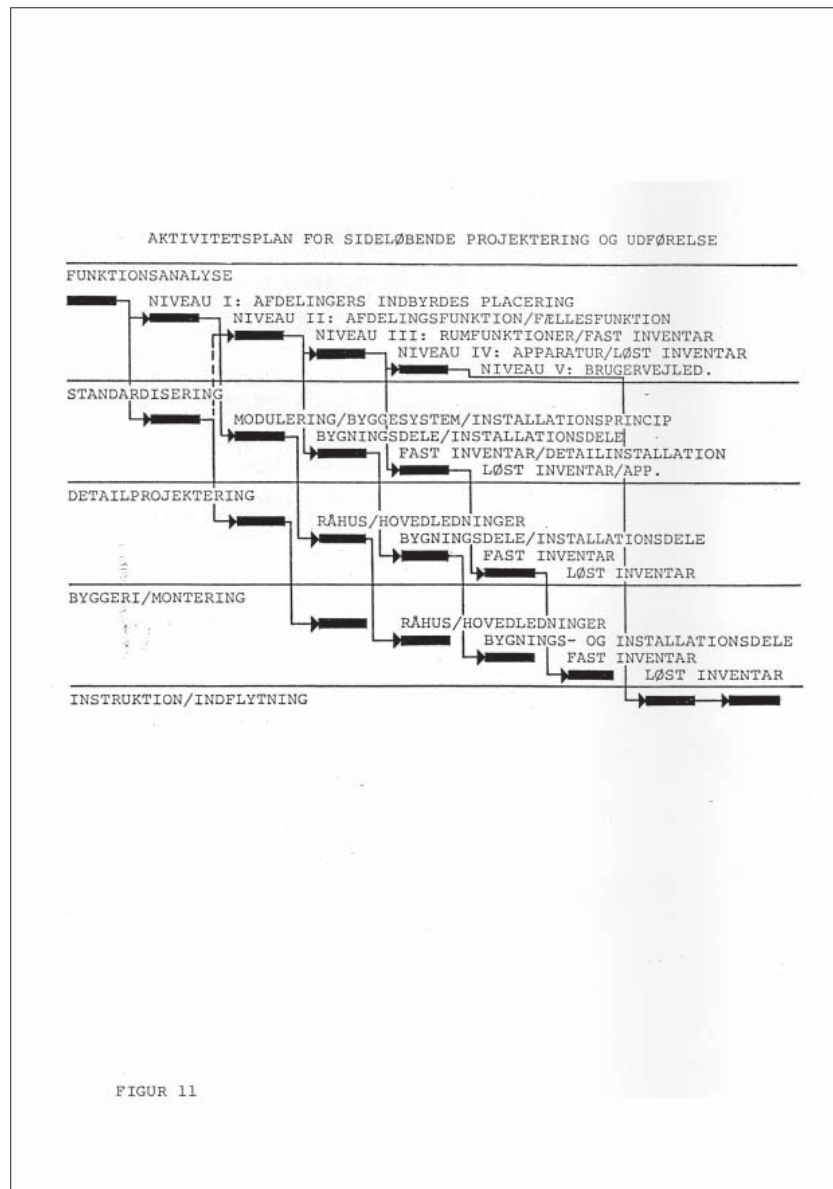 AKTIVITETSPLAN FOR SIDELØBENDE PROJEKTERING OG UDFØRELSE
FUNKTIONSANALYSE
NIVEAU I: AFDELINGERS INDBYRDES PLACERING
NIVEAU II: AFDELINGSFUNKTION/FÆLLESFUNKTION
NIVEAU III: RUMFUNKTIONER/FAST INVENTAR
NIVEAU IV: APPARATUR/LØST INVENTAR
NIVEAU V: BRUGERVEJLED.
STANDARDISERING
MODULERING/BYGGESYSTEM/INSTALLATIONSPRINCIP
BYGNINGSDELE/INSTALLATIONSDELE
FAST INVENTAR/DETAILINSTALLATION
LØST INVENTAR/APP.
DETAILPROJEKTERING
RÅHUS/HOVEDLEDNINGER
BYGNINGSDELE/INSTALLATIONSDELE
FAST INVENTAR
LØST INVENTAR
BYGGERI/MONTERING
RÅHUS/HOVEDLEDNINGER
BYGNINGS- OG INSTALLATIONSDELE
FAST INVENTAR
LØST INVENTAR
INSTRUKTION/INDFLYTNING
FIGUR 11